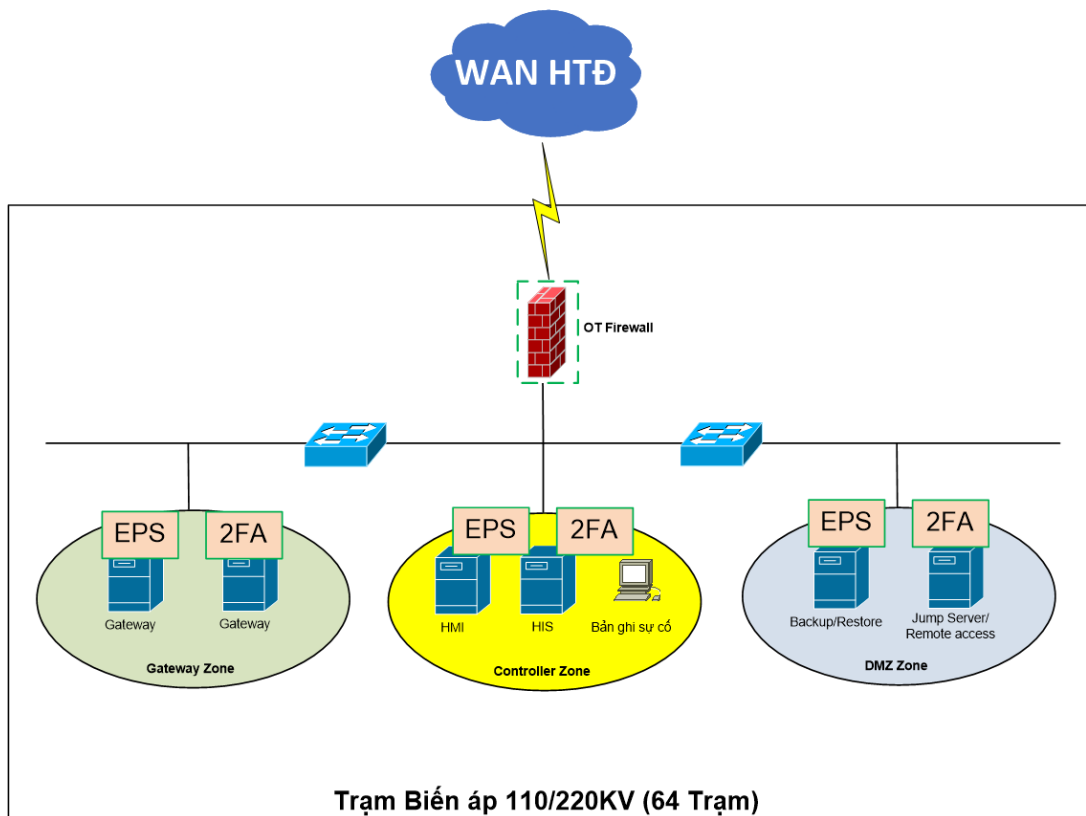 WAN HTĐ
OT Firewall
EPS
2FA
EPS
2FA
EPS
2FA
Gateway
Gateway
HMI
HIS
Bản ghi sự cố
Backup/Restore
Jump Server/
Remote access
Gateway Zone
Controller Zone
DMZ Zone
Trạm Biến áp 110/220KV (64 Trạm)